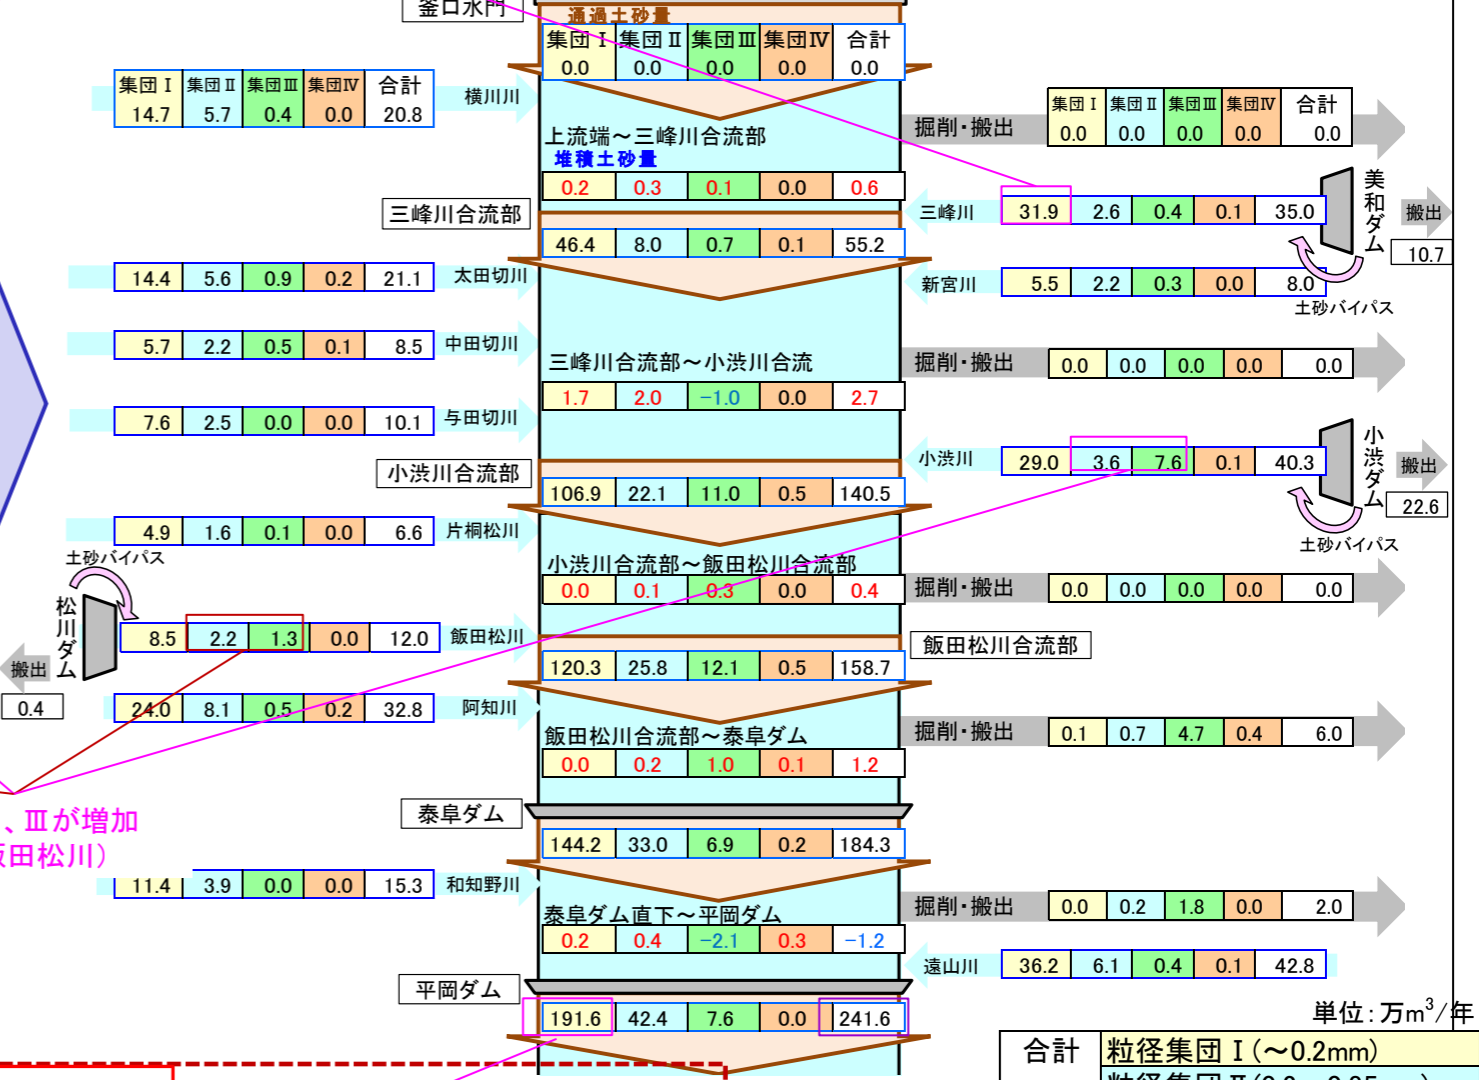 釜口水門
通過土砂量
集団Ⅰ 集団Ⅱ 集団Ⅲ 集団Ⅳ 合計
0.0 0.0 0.0 0.0 0.0
集団Ⅰ 集団Ⅱ 集団Ⅲ 集団Ⅳ 合計
14.7 5.7 0.4 0.0 20.8
横川川
掘削・搬出
集団Ⅰ 集団Ⅱ 集団Ⅲ 集団Ⅳ 合計
0.0 0.0 0.0 0.0 0.0
上流端～三峰川合流部
堆積土砂量
0.2 0.3 0.1 0.0 0.6
三峰川合流部
三峰川 31.9 2.6 0.4 0.1 35.0
美和ダム
搬出
10.7
46.4 8.0 0.7 0.1 55.2
14.4 5.6 0.9 0.2 21.1 太田切川
新宮川 5.5 2.2 0.3 0.0 8.0
土砂バイパス
5.7 2.2 0.5 0.1 8.5 中田切川
三峰川合流部～小渋川合流
掘削・搬出 0.0 0.0 0.0 0.0 0.0
1.7 2.0 −1.0 0.0 2.7
7.6 2.5 0.0 0.0 10.1 与田切川
小渋川合流部
小渋川 29.0 3.6 7.6 0.1 40.3
小渋ダム
搬出
22.6
106.9 22.1 11.0 0.5 140.5
4.9 1.6 0.1 0.0 6.6 片桐松川
土砂バイパス
土砂バイパス
小渋川合流部～飯田松川合流部
0.0 0.1 0.3 0.0 0.4
掘削・搬出 0.0 0.0 0.0 0.0 0.0
松川ダム
搬出
0.4
8.5 2.2 1.3 0.0 12.0 飯田松川
飯田松川合流部
120.3 25.8 12.1 0.5 158.7
24.0 8.1 0.5 0.2 32.8 阿知川
飯田松川合流部～泰阜ダム
掘削・搬出 0.1 0.7 4.7 0.4 6.0
0.0 0.2 1.0 0.1 1.2
泰阜ダム
、Ⅲが増加
飯田松川）
144.2 33.0 6.9 0.2 184.3
11.4 3.9 0.0 0.0 15.3 和知野川
泰阜ダム直下～平岡ダム
掘削・搬出 0.0 0.2 1.8 0.0 2.0
0.2 0.4 −2.1 0.3 −1.2
遠山川 36.2 6.1 0.4 0.1 42.8
平岡ダム
191.6 42.4 7.6 0.0 241.6
単位：万m³/年
合計 粒径集団Ⅰ(～0.2mm)